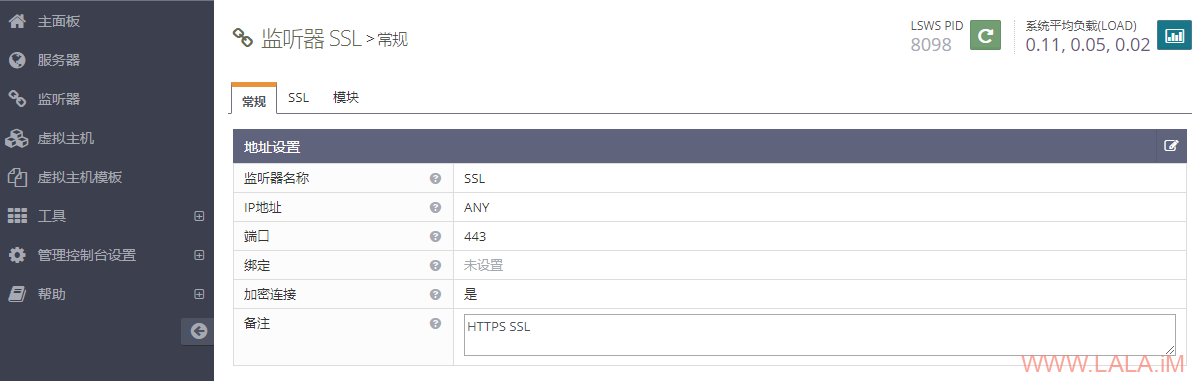 主面板
服务器
监听器
虚拟主机
虚拟主机模板
工具
管理控制台设置
帮助
监听器 SSL > 常规
LSWS PID
8098
系统平均负载(LOAD)
0.11, 0.05, 0.02
常规 SSL 模块
地址设置
监听器名称 SSL
IP地址 ANY
端口 443
绑定 未设置
加密连接 是
备注 HTTPS SSL
WWW.LALA.iM